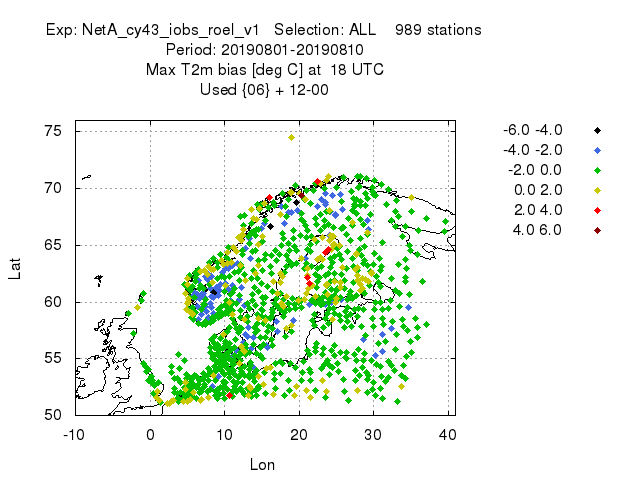 Exp: NetA_cy43_iobs_roel_v1   Selection: ALL    989 stations
Period: 20190801-20190810
Max T2m bias [deg C] at  18 UTC
Used {06} + 12-00
75
70
65
60
55
50
Lat
-10 0 10 20 30 40
Lon
-6.0 -4.0
-4.0 -2.0
-2.0 0.0
0.0 2.0
2.0 4.0
4.0 6.0